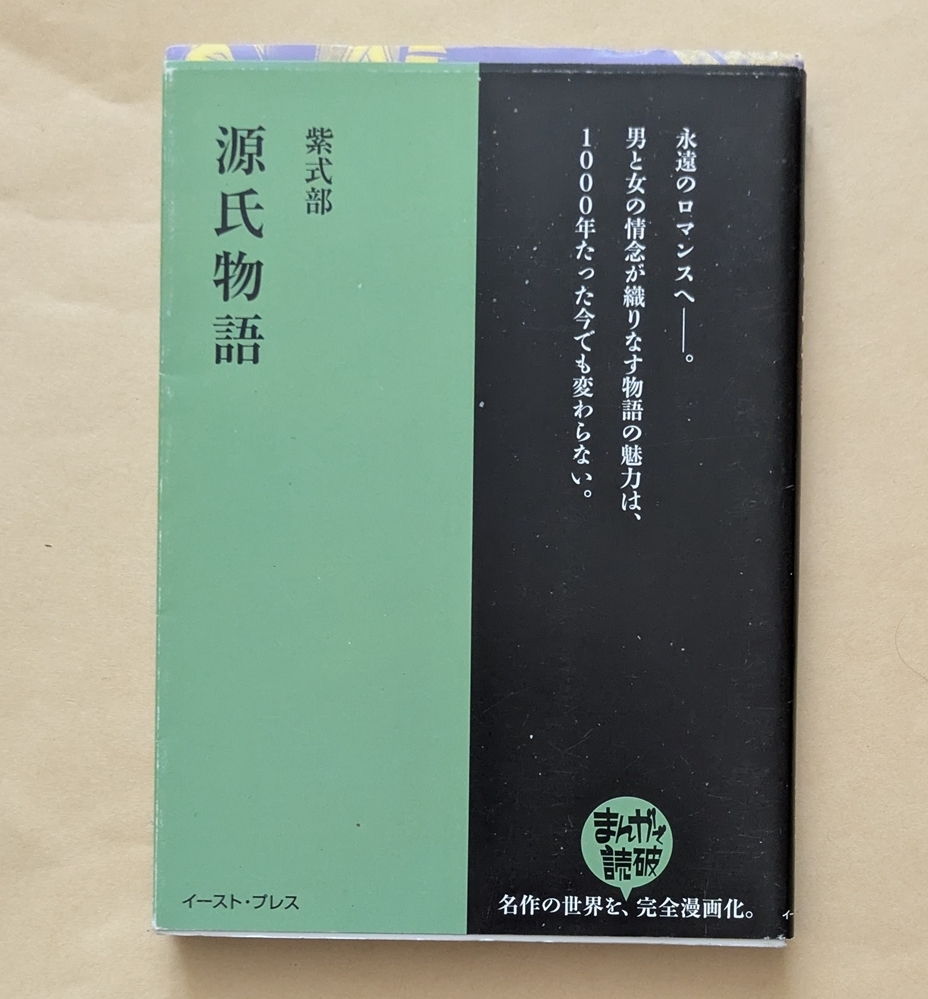 永遠のロマンスへ――。
男と女の情念が織りなす物語の魅力は、
1000年たった今でも変わらない。
紫式部
源氏物語
まんがで
読破
名作の世界を、完全漫画化。
イースト・プレス